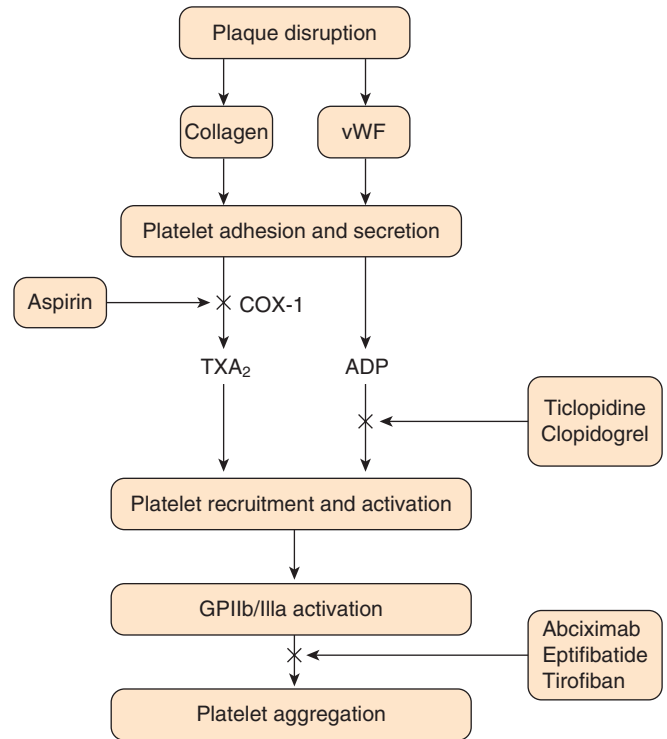 Plaque disruption
Collagen
vWF
Platelet adhesion and secretion
Aspirin
COX-1
TXA₂
ADP
Ticlopidine
Clopidogrel
Platelet recruitment and activation
GPIIb/IIIa activation
Abciximab
Eptifibatide
Tirofiban
Platelet aggregation